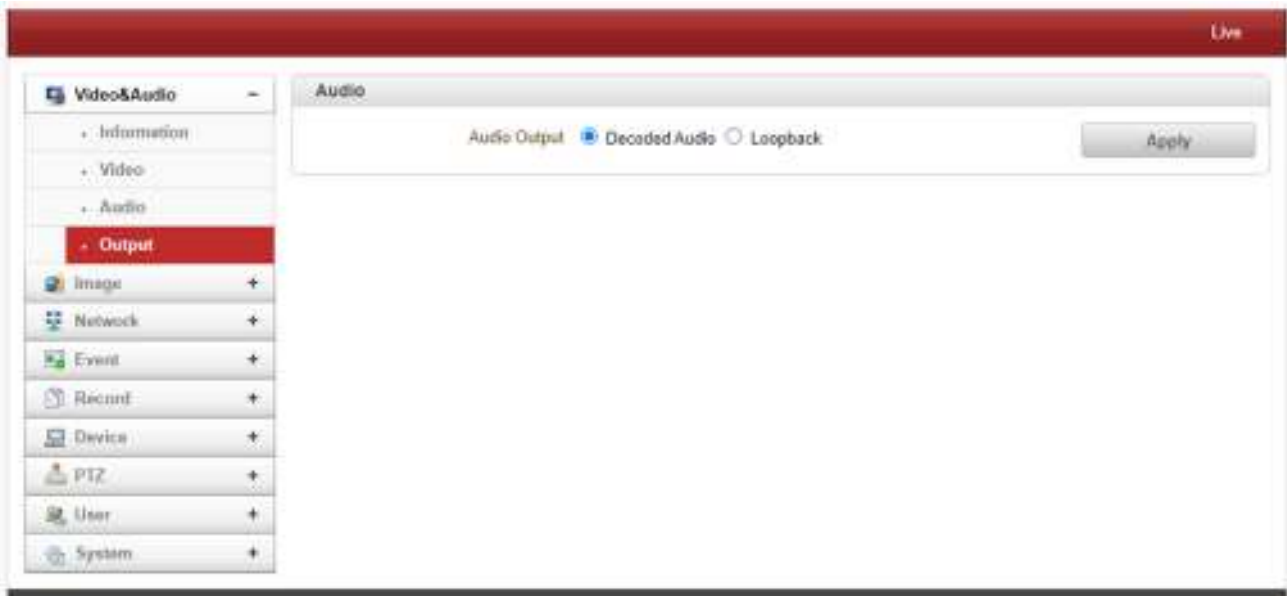 Live
Video&Audio −
Information
Video
Audio
Output
Image +
Network +
Event +
Record +
Device +
PTZ +
User +
System +
Audio
Audio Output Decoded Audio Loopback
Apply